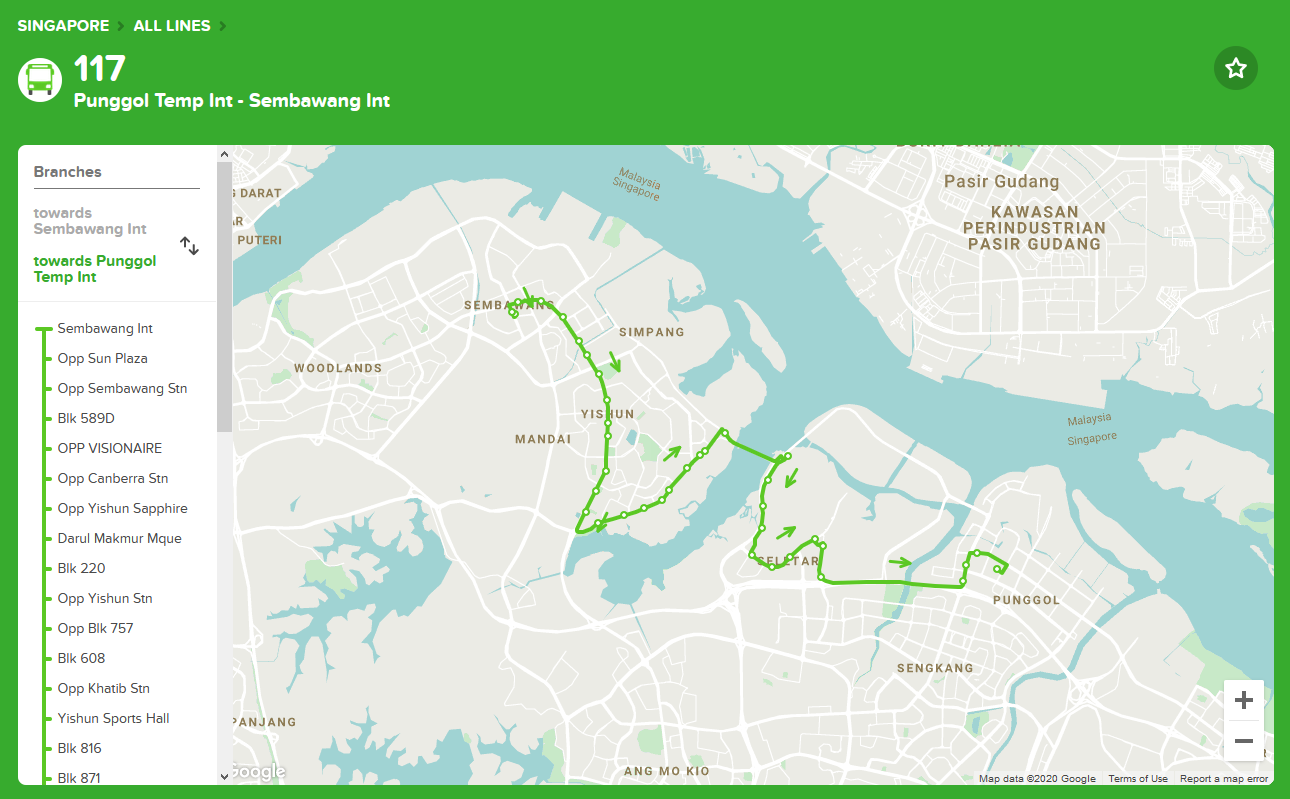 SINGAPORE > ALL LINES >
117
Punggol Temp Int - Sembawang Int
Branches
towards
Sembawang Int
towards Punggol
Temp Int
Sembawang Int
Opp Sun Plaza
Opp Sembawang Stn
Blk 589D
OPP VISIONAIRE
Opp Canberra Stn
Opp Yishun Sapphire
Darul Makmur Mque
Blk 220
Opp Yishun Stn
Opp Blk 757
Blk 608
Opp Khatib Stn
Yishun Sports Hall
Blk 816
Blk 871
Malaysia
Singapore
Pasir Gudang
KAWASAN
PERINDUSTRIAN
PASIR GUDANG
DARAT
PUTERI
SEMBAWANG
SIMPANG
WOODLANDS
YISHUN
MANDAI
Malaysia
Singapore
SELETAR
PUNGGOL
SENGKANG
PANJANG
ANG MO KIO
Google
Map data ©2020 Google
Terms of Use
Report a map error